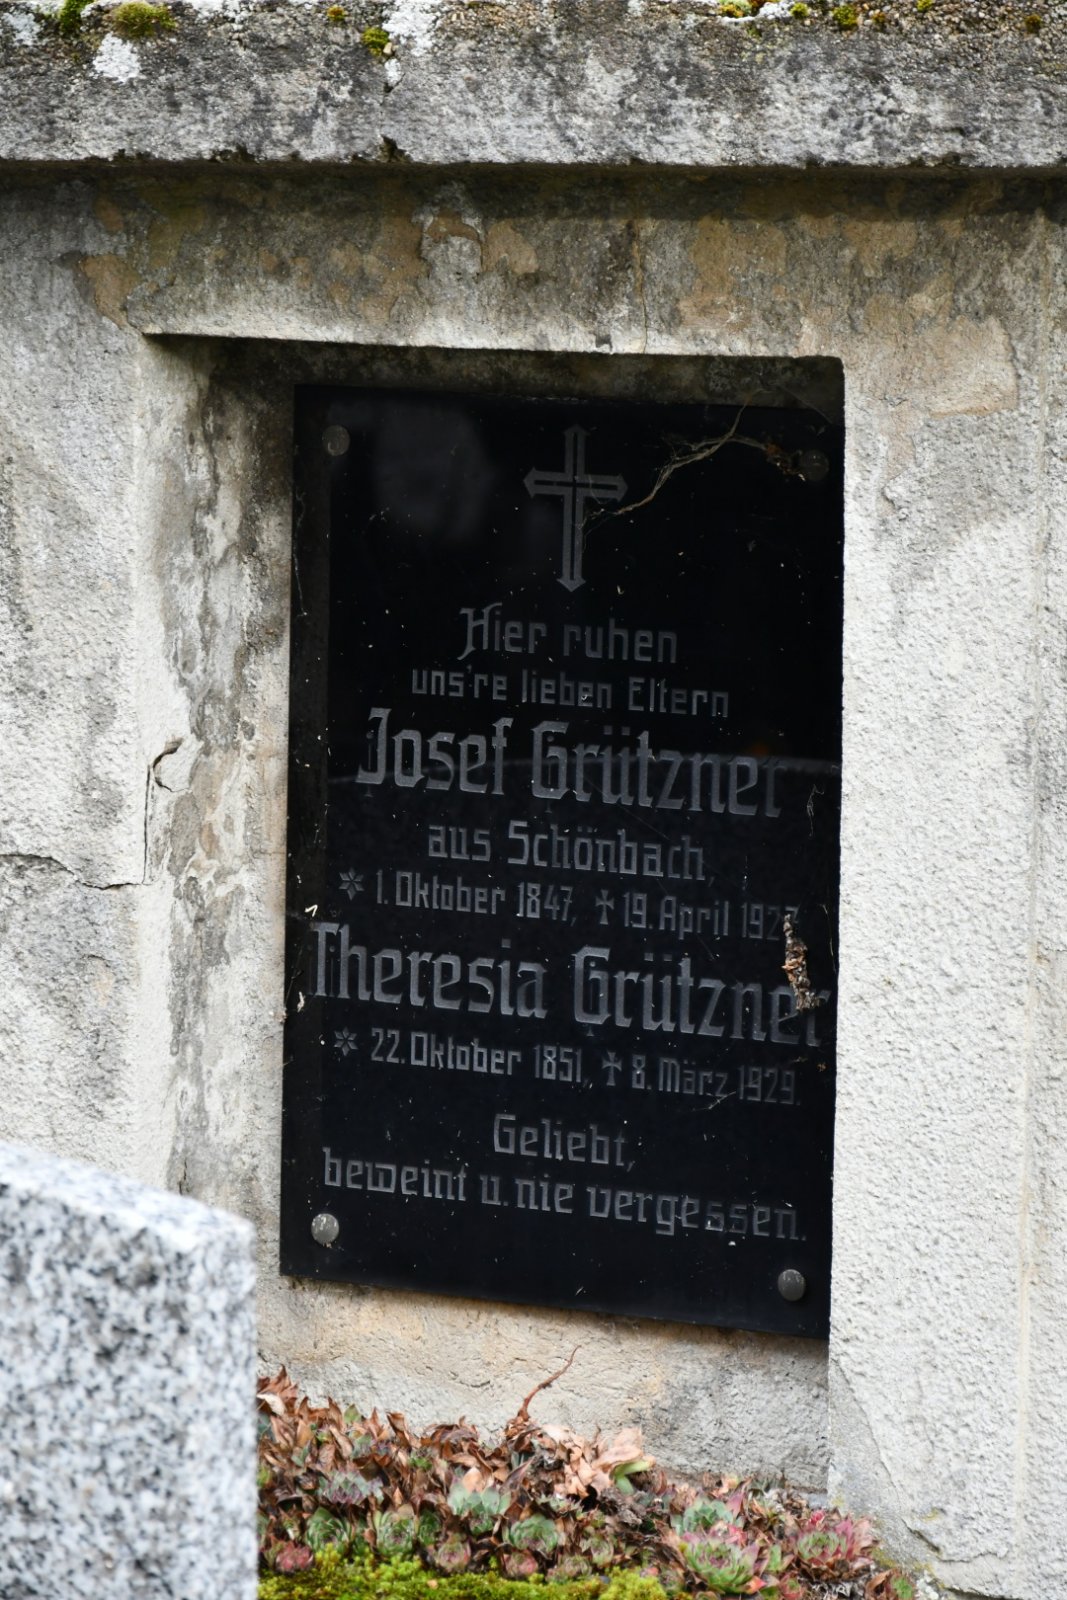 Hier ruhen
uns're lieben Eltern
Josef Grützner
aus Schönbach,
* 1. Oktober 1847, ✝ 19. April
Theresia Grützner
* 22. Oktober 1851, ✝ 8. März 1929.
Geliebt,
beweint u. nie vergessen.